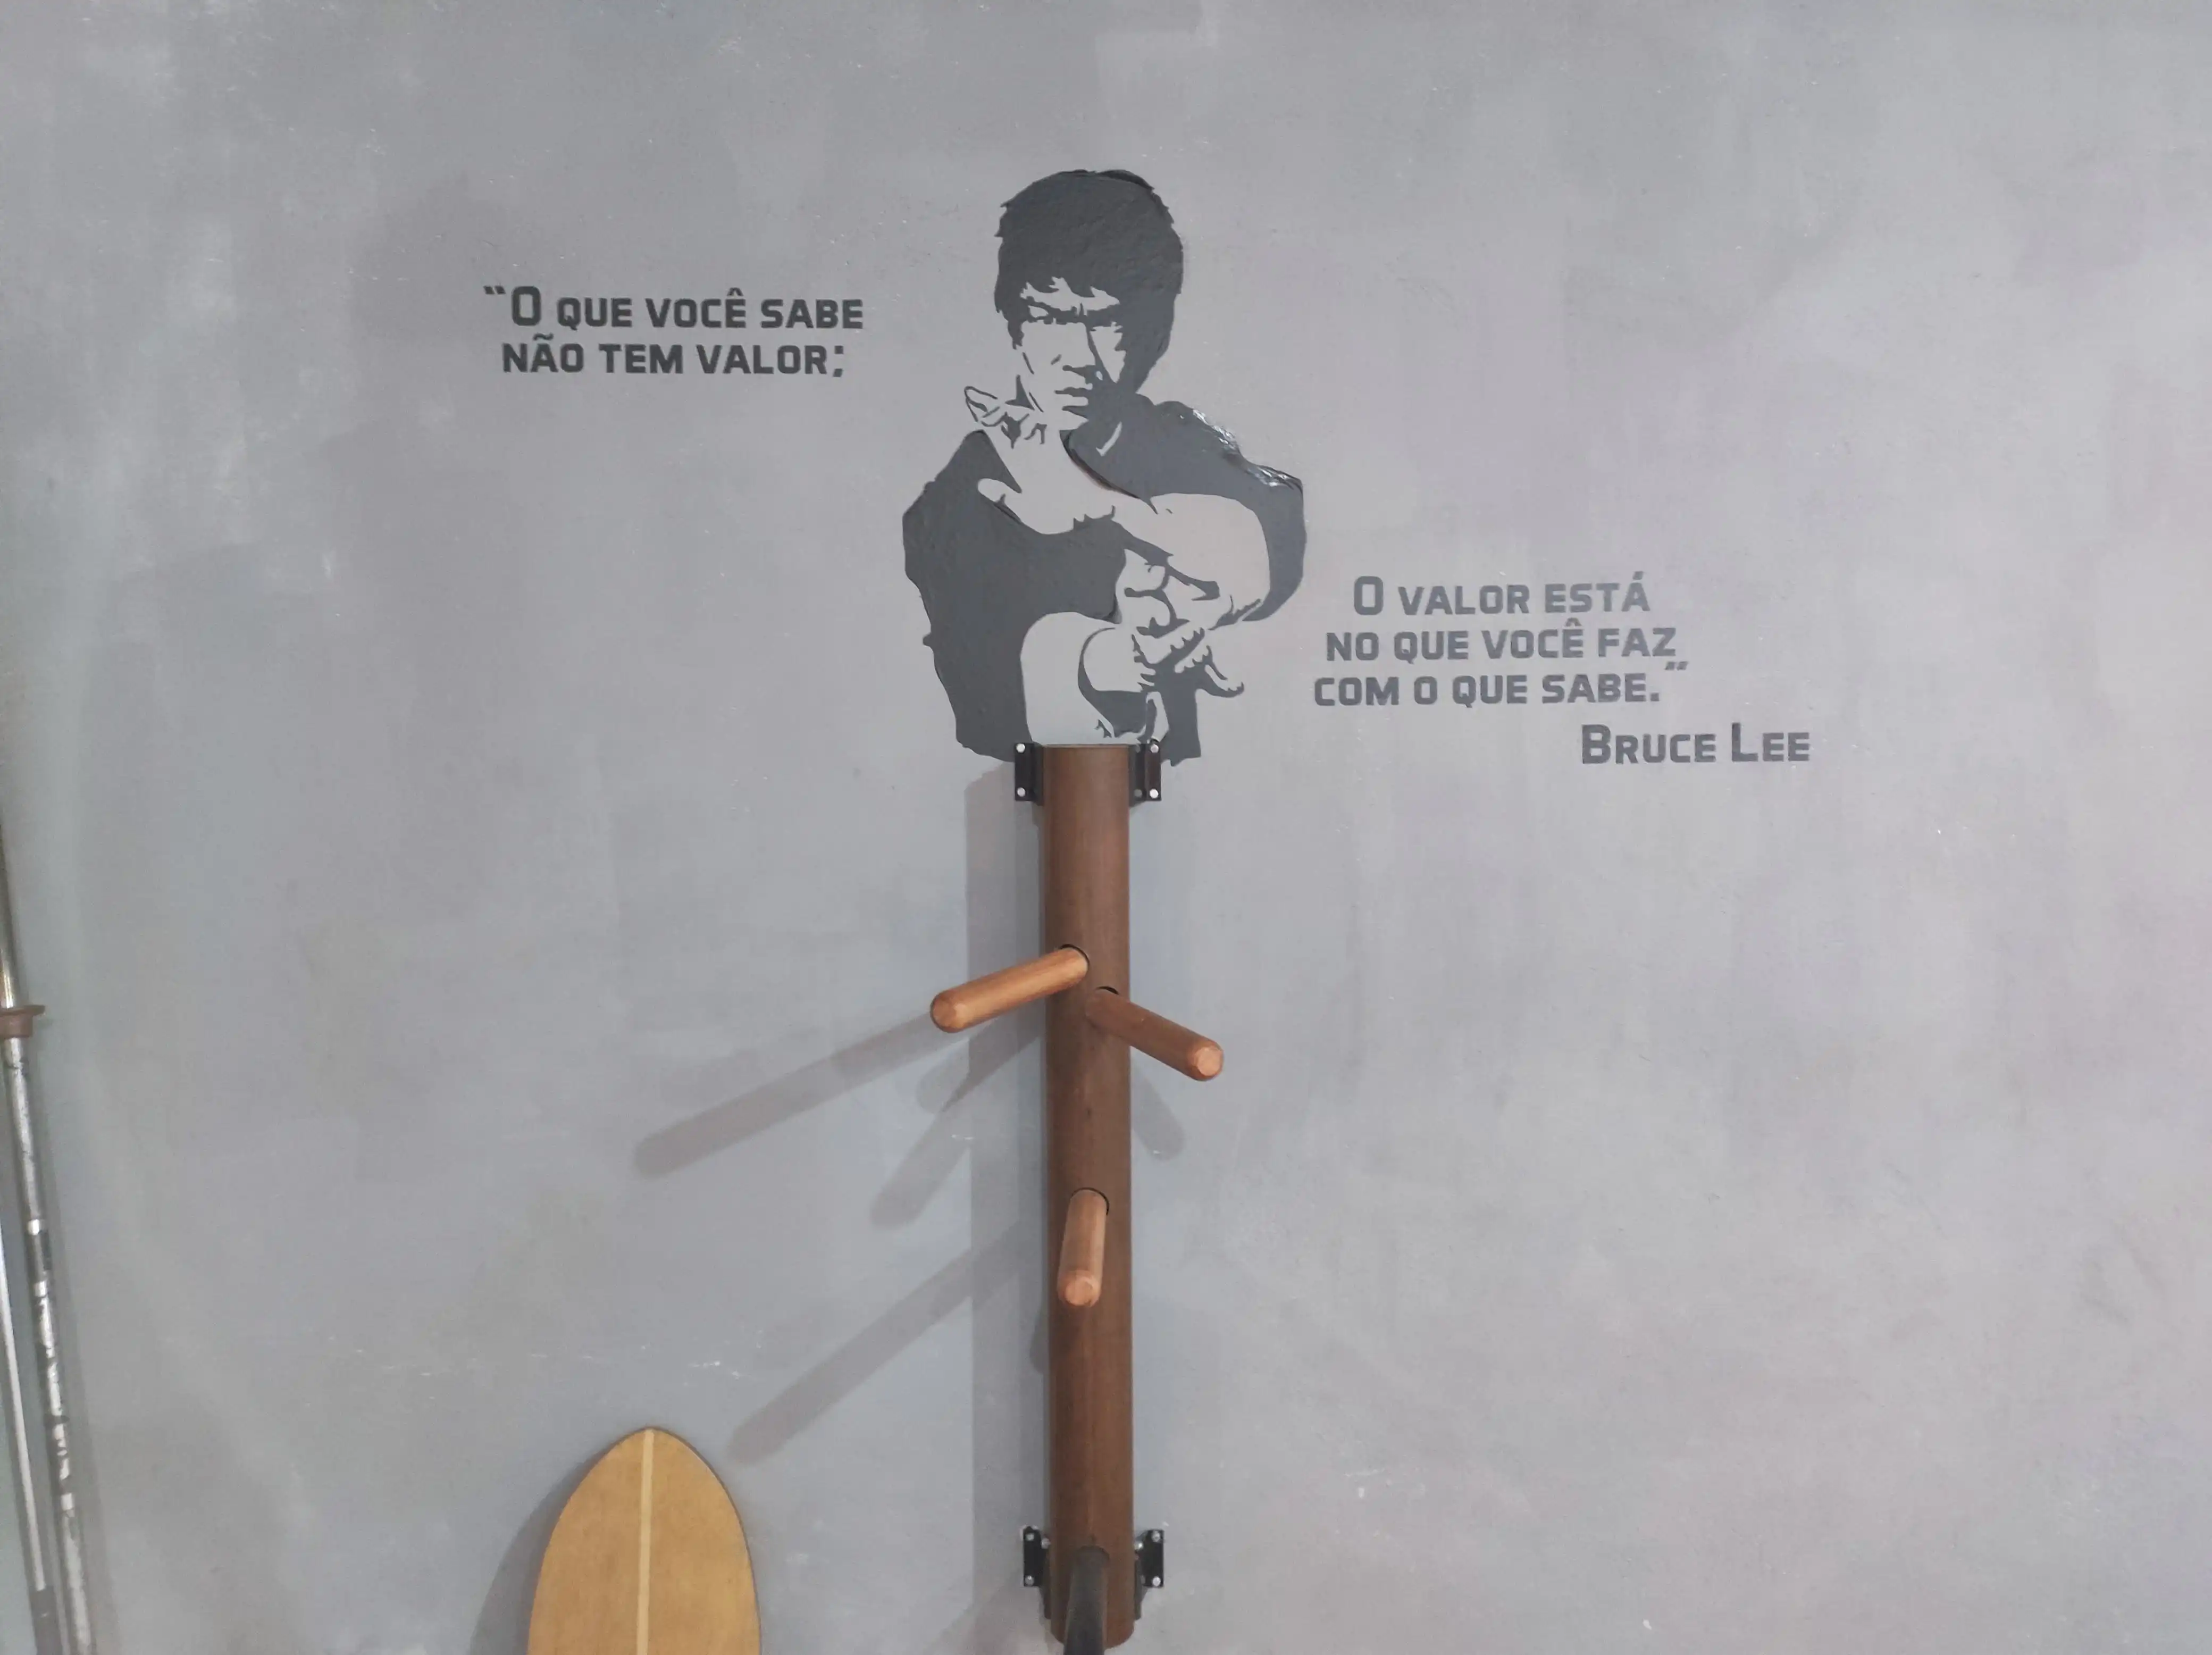 “O QUE VOCÊ SABE
NÃO TEM VALOR;
O VALOR ESTÁ
NO QUE VOCÊ FAZ
COM O QUE SABE.”
BRUCE LEE